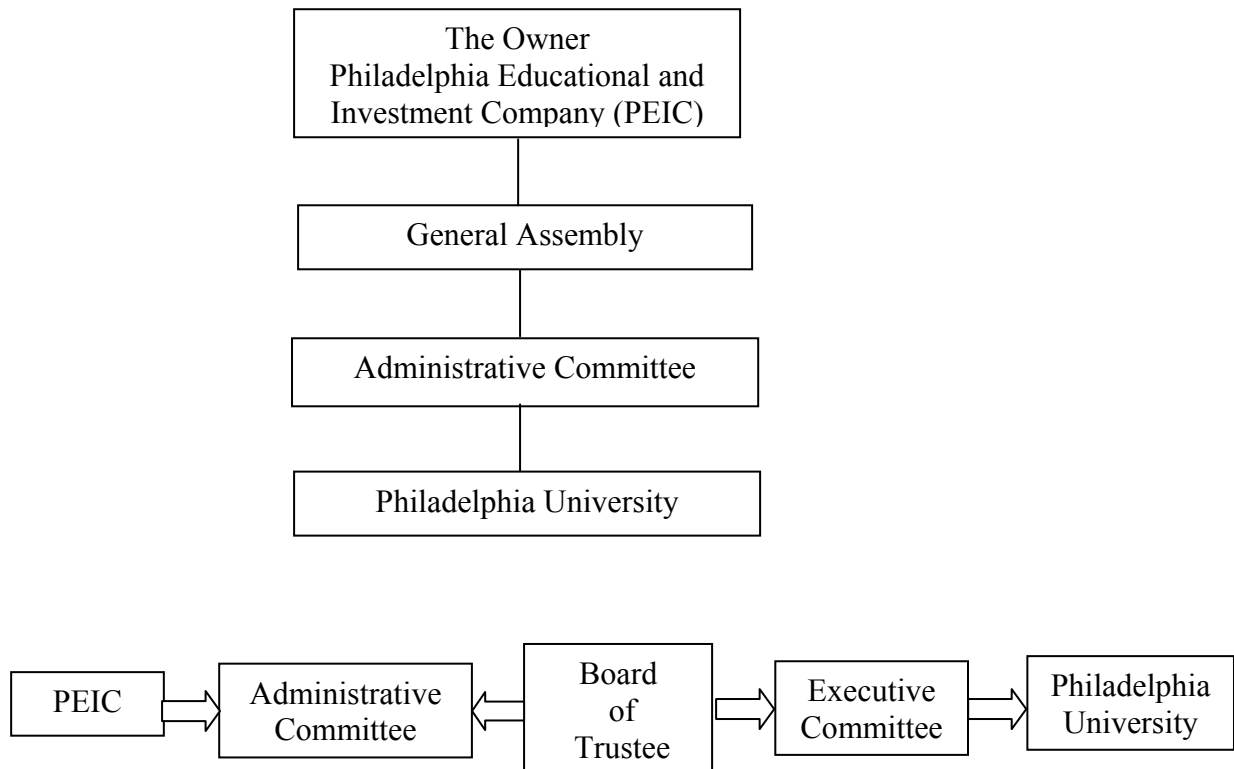 The Owner
Philadelphia Educational and
Investment Company (PEIC)
General Assembly
Administrative Committee
Philadelphia University
PEIC
Administrative
Committee
Board
of
Trustee
Executive
Committee
Philadelphia
University